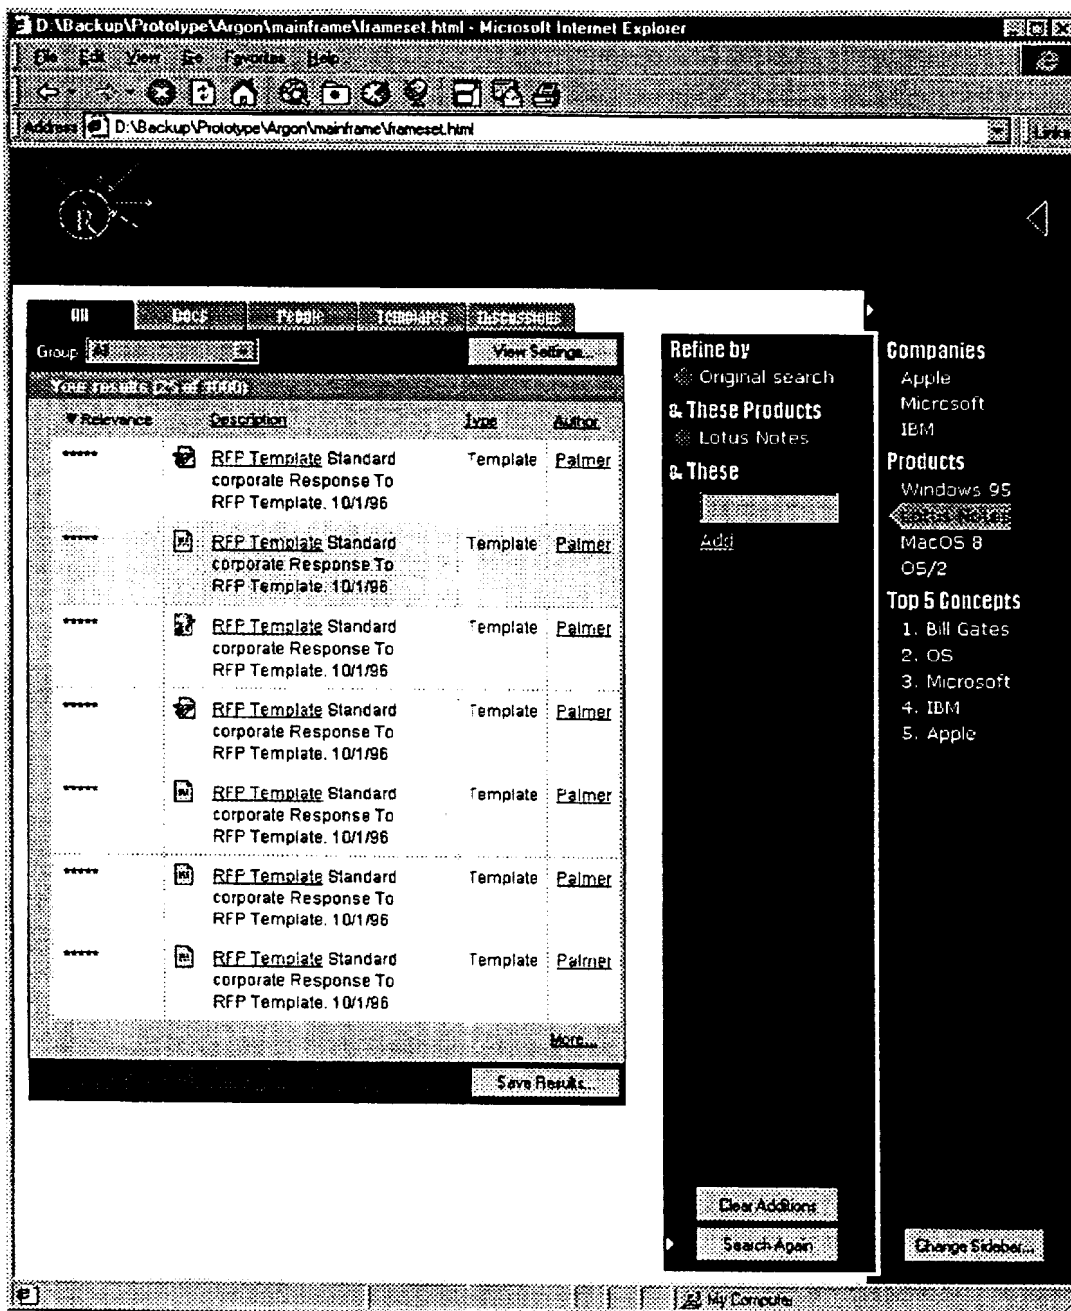 D:\Backup\Prototype\Argon\mainframe\frameset.html - Microsoft Internet Explorer
File Edit View Go Favorites Help
Address D:\Backup\Prototype\Argon\mainframe\frameset.html Links
R
All Docs People Templates Discussions
Group All View Settings...
Your results (25 of 3000)
Relevance Description Type Author
***** RFP Template Standard Template Palmer
corporate Response To
RFP Template. 10/1/96
***** RFP Template Standard Template Palmer
corporate Response To
RFP Template. 10/1/96
***** RFP Template Standard Template Palmer
corporate Response To
RFP Template. 10/1/96
***** RFP Template Standard Template Palmer
corporate Response To
RFP Template. 10/1/96
***** RFP Template Standard Template Palmer
corporate Response To
RFP Template. 10/1/96
***** RFP Template Standard Template Palmer
corporate Response To
RFP Template. 10/1/96
***** RFP Template Standard Template Palmer
corporate Response To
RFP Template. 10/1/96
More...
Save Results...
Refine by
Original search
& These Products
Lotus Notes
& These
Add
Clear Additions
Search Again
Companies
Apple
Microsoft
IBM
Products
Windows 95
Lotus Notes
MacOS 8
OS/2
Top 5 Concepts
1. Bill Gates
2. OS
3. Microsoft
4. IBM
5. Apple
Change Sidebar...
My Computer